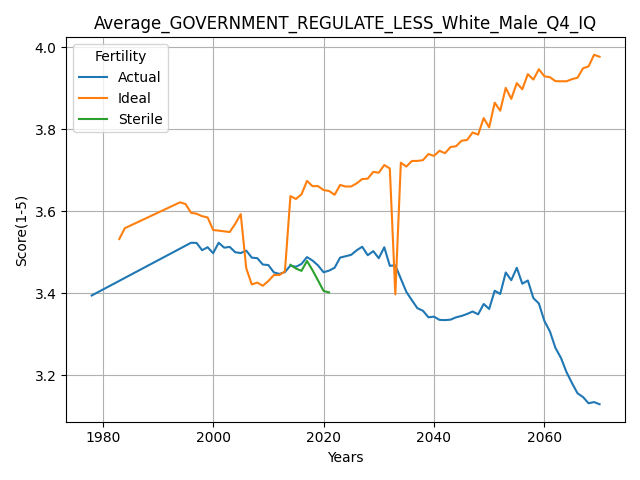 Average_GOVERNMENT_REGULATE_LESS_White_Male_Q4_IQ
Fertility
Actual
Ideal
Sterile
Score(1-5)
4.0
3.8
3.6
3.4
3.2
1980 2000 2020 2040 2060
Years